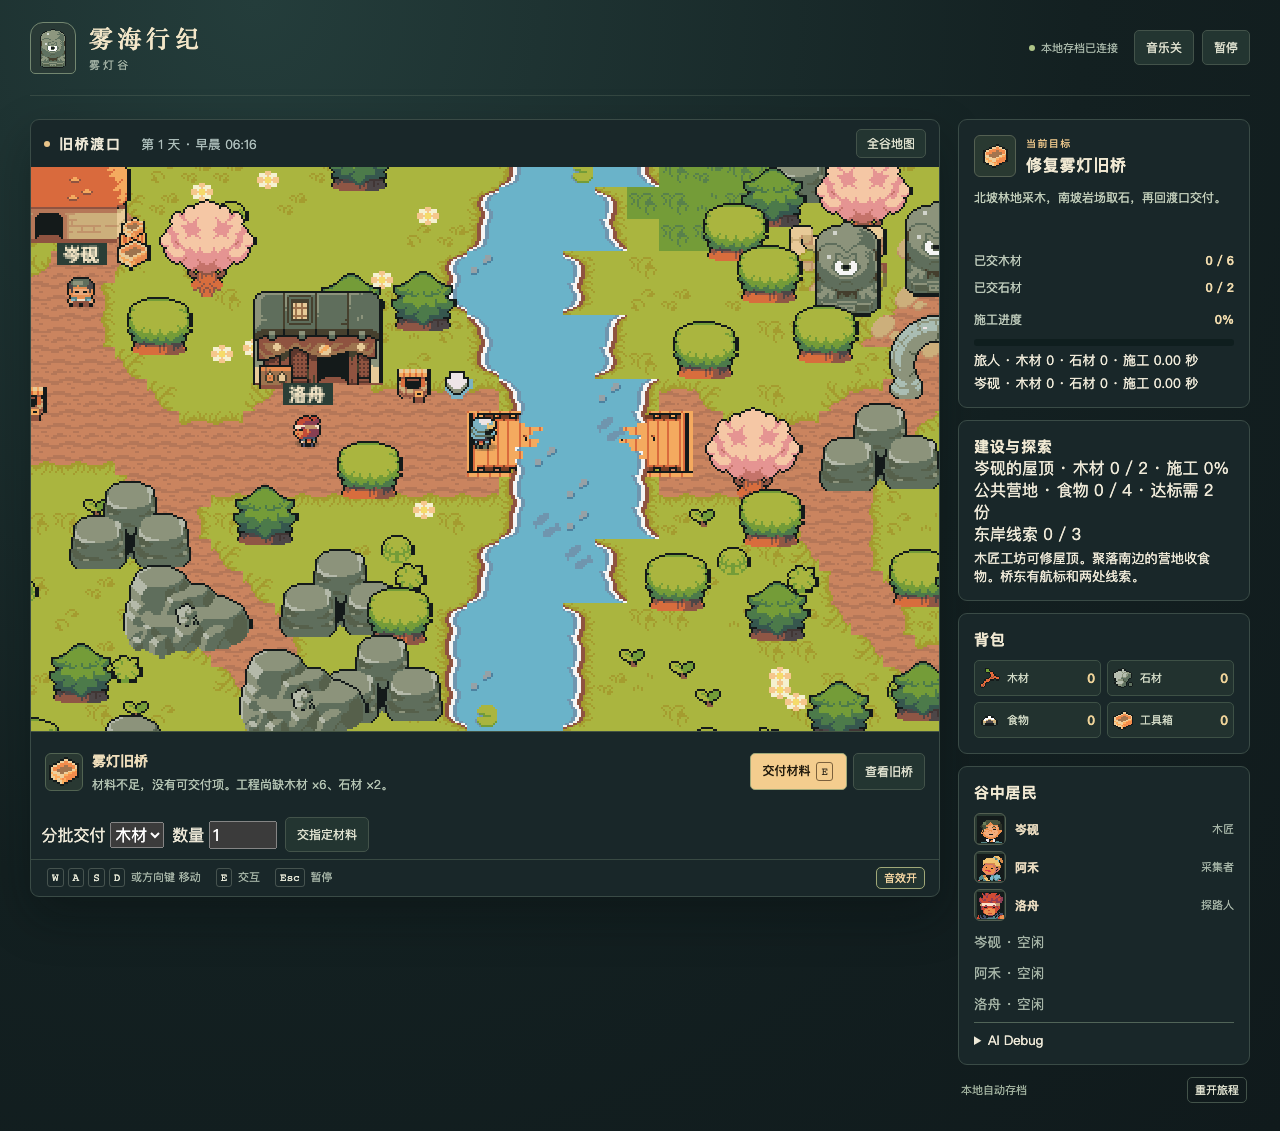 雾海行纪
雾灯谷
本地存档已连接
音乐关
暂停
旧桥渡口
第 1 天 · 早晨 06:16
全谷地图
岑砚
洛舟
雾灯旧桥
材料不足，没有可交付项。工程尚缺木材 ×6、石材 ×2。
交付材料 E
查看旧桥
分批交付 木材 数量 1 交指定材料
W A S D 或方向键 移动 E 交互 Esc 暂停
音效开
当前目标
修复雾灯旧桥
北坡林地采木，南坡岩场取石，再回渡口交付。
已交木材 0 / 6
已交石材 0 / 2
施工进度 0%
旅人 · 木材 0 · 石材 0 · 施工 0.00 秒
岑砚 · 木材 0 · 石材 0 · 施工 0.00 秒
建设与探索
岑砚的屋顶 · 木材 0 / 2 · 施工 0%
公共营地 · 食物 0 / 4 · 达标需 2
份
东岸线索 0 / 3
木匠工坊可修屋顶。聚落南边的营地收食
物。桥东有航标和两处线索。
背包
木材 0
石材 0
食物 0
工具箱 0
谷中居民
岑砚 木匠
阿禾 采集者
洛舟 探路人
岑砚 · 空闲
阿禾 · 空闲
洛舟 · 空闲
AI Debug
本地自动存档
重开旅程